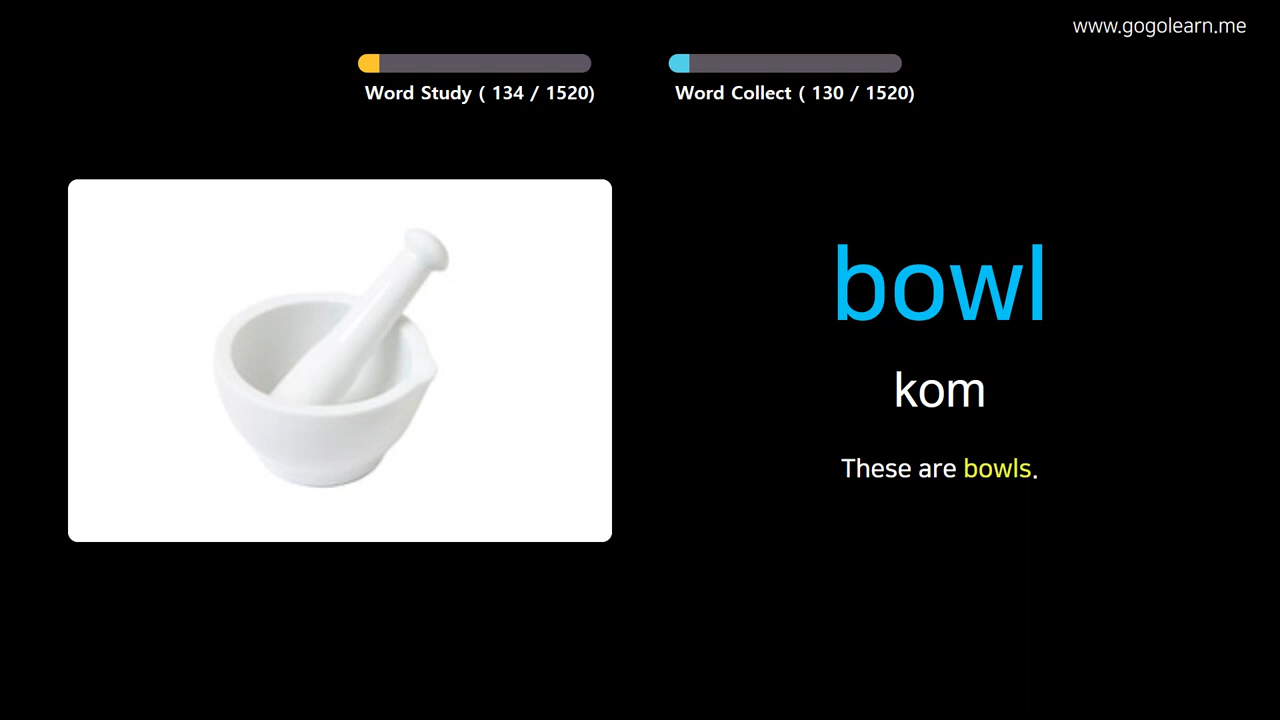 www.gogolearn.me
Word Study ( 134 / 1520)
Word Collect ( 130 / 1520)
bowl
kom
These are bowls.